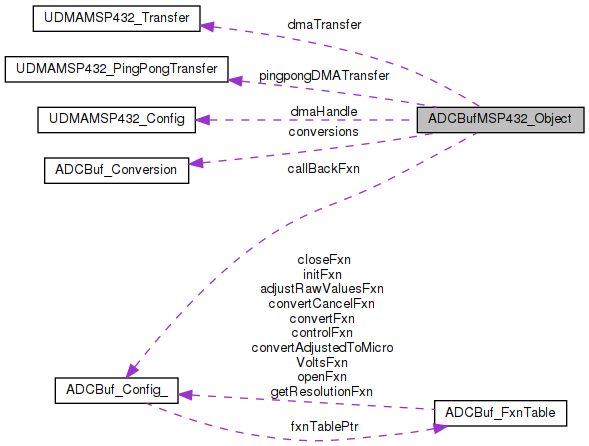 UDMAMSP432_Transfer
dmaTransfer
UDMAMSP432_PingPongTransfer
pingpongDMATransfer
UDMAMSP432_Config
dmaHandle
ADCBufMSP432_Object
conversions
ADCBuf_Conversion
callBackFxn
closeFxn
initFxn
adjustRawValuesFxn
convertCancelFxn
convertFxn
controlFxn
convertAdjustedToMicro
VoltsFxn
openFxn
getResolutionFxn
ADCBuf_Config_
ADCBuf_FxnTable
fxnTablePtr